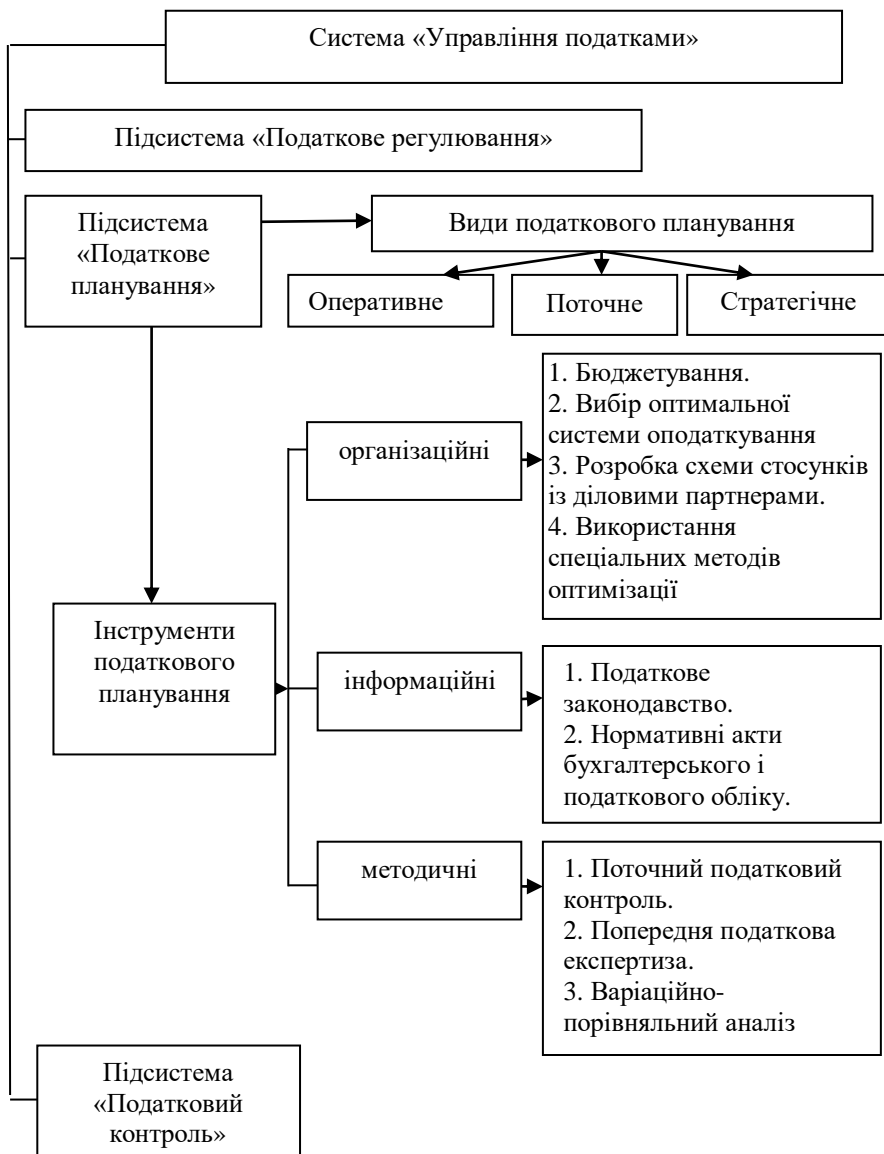 Система «Управління податками»
Підсистема «Податкове регулювання»
Підсистема
«Податкове
планування»
Види податкового планування
Оперативне
Поточне
Стратегічне
організаційні
1. Бюджетування.
2. Вибір оптимальної
системи оподаткування
3. Розробка схеми стосунків
із діловими партнерами.
4. Використання
спеціальних методів
оптимізації
Інструменти
податкового
планування
інформаційні
1. Податкове
законодавство.
2. Нормативні акти
бухгалтерського і
податкового обліку.
методичні
1. Поточний податковий
контроль.
2. Попередня податкова
експертиза.
3. Варіаційно-
порівняльний аналіз
Підсистема
«Податковий
контроль»